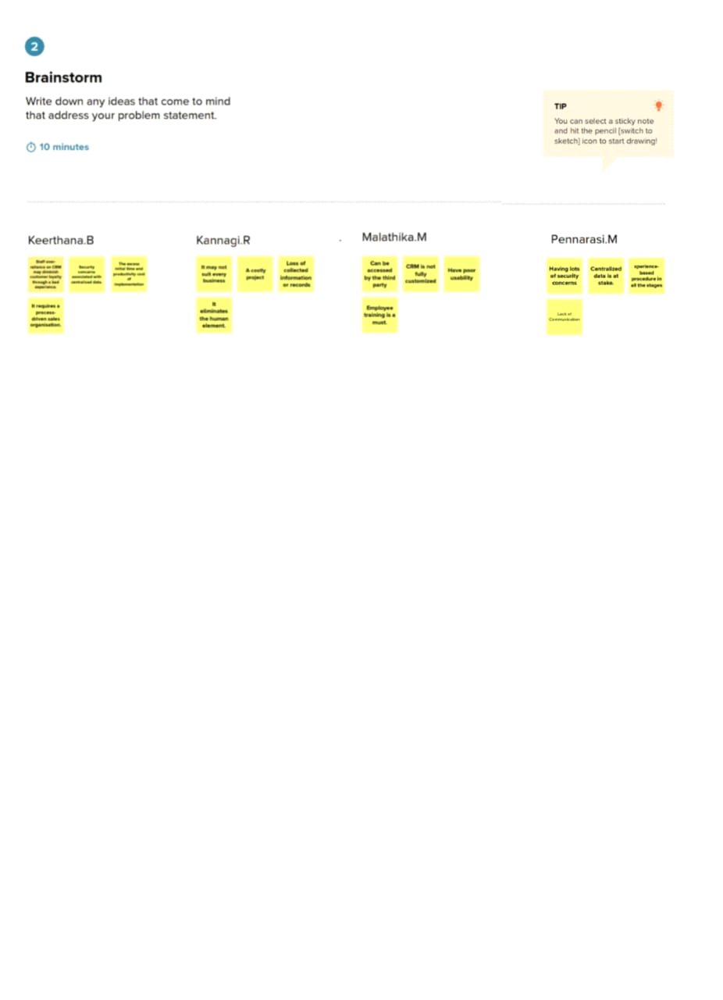 2
Brainstorm
Write down any ideas that come to mind
that address your problem statement.
10 minutes
TIP
You can select a sticky note
and hit the pencil [switch to
sketch] icon to start drawing!
Keerthana.B
Staff over-
reliance on CRM
may diminish
customer loyalty
through a bad
experience.
Security
concerns
associated with
centralised data.
The excess
initial time and
productivity cost
of
implementation
It requires a
process-
driven sales
organisation.
Kannagi.R
It may not
suit every
business
A costly
project
Loss of
collected
information
or records
It
eliminates
the human
element.
Malathika.M
Can be
accessed
by the third
party
CRM is not
fully
customized
Have poor
usability
Employee
training is a
must.
Pennarasi.M
Having lots
of security
concerns
Centralized
data is at
stake.
xperience-
based
procedure in
all the stages
Lack of
Communication